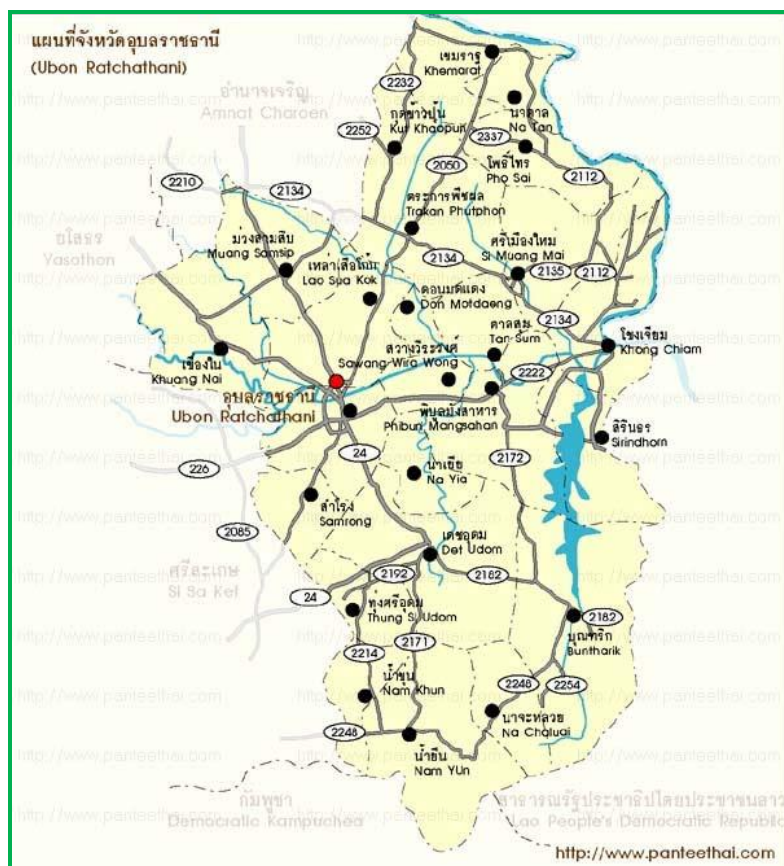 แผนที่จังหวัดอุบลราชธานี
(Ubon Ratchathani)
เขมราฐ
Khemarat
2232
อำนาจเจริญ
Amnat Charoen
กุดข้าวปุ้น
Kut Khaopun
นาตาล
Na Tan
2252
2337
2050
โพธิ์ไทร
Pho Sai
2112
2210
2134
ตระการพืชผล
Trakan Phutphon
ยโสธร
Yasothon
ม่วงสามสิบ
Muang Samsip
เหล่าเสือโก้ก
Lao Sua Kok
2134
ศรีเมืองใหม่
Si Muang Mai
2135
2112
ดอนมดแดง
Don Motdaeng
ตาลสุม
Tan Sum
2134
โขงเจียม
Khong Chiam
เขื่องใน
Khuang Nai
สว่างวีระวงศ์
Sawang Wira Wong
2222
อุบลราชธานี
Ubon Ratchathani
พิบูลมังสาหาร
Phibun Mangsahan
สิรินธร
Sirindhorn
226
24
2172
นาเยีย
Na Yia
สำโรง
Samrong
2085
ศรีสะเกษ
Si Sa Ket
เดชอุดม
Det Udom
2192
2182
24
ทุ่งศรีอุดม
Thung Si Udom
2182
บุณฑริก
Buntharik
2171
2214
น้ำขุ่น
Nam Khun
2248
2254
นาจะหลวย
Na Chaluai
2248
น้ำยืน
Nam YUn
กัมพูชา
Democratic Kampuchea
สาธารณรัฐประชาธิปไตยประชาชนลาว
Lao People's Democratic Republic
http://www.panteethai.com